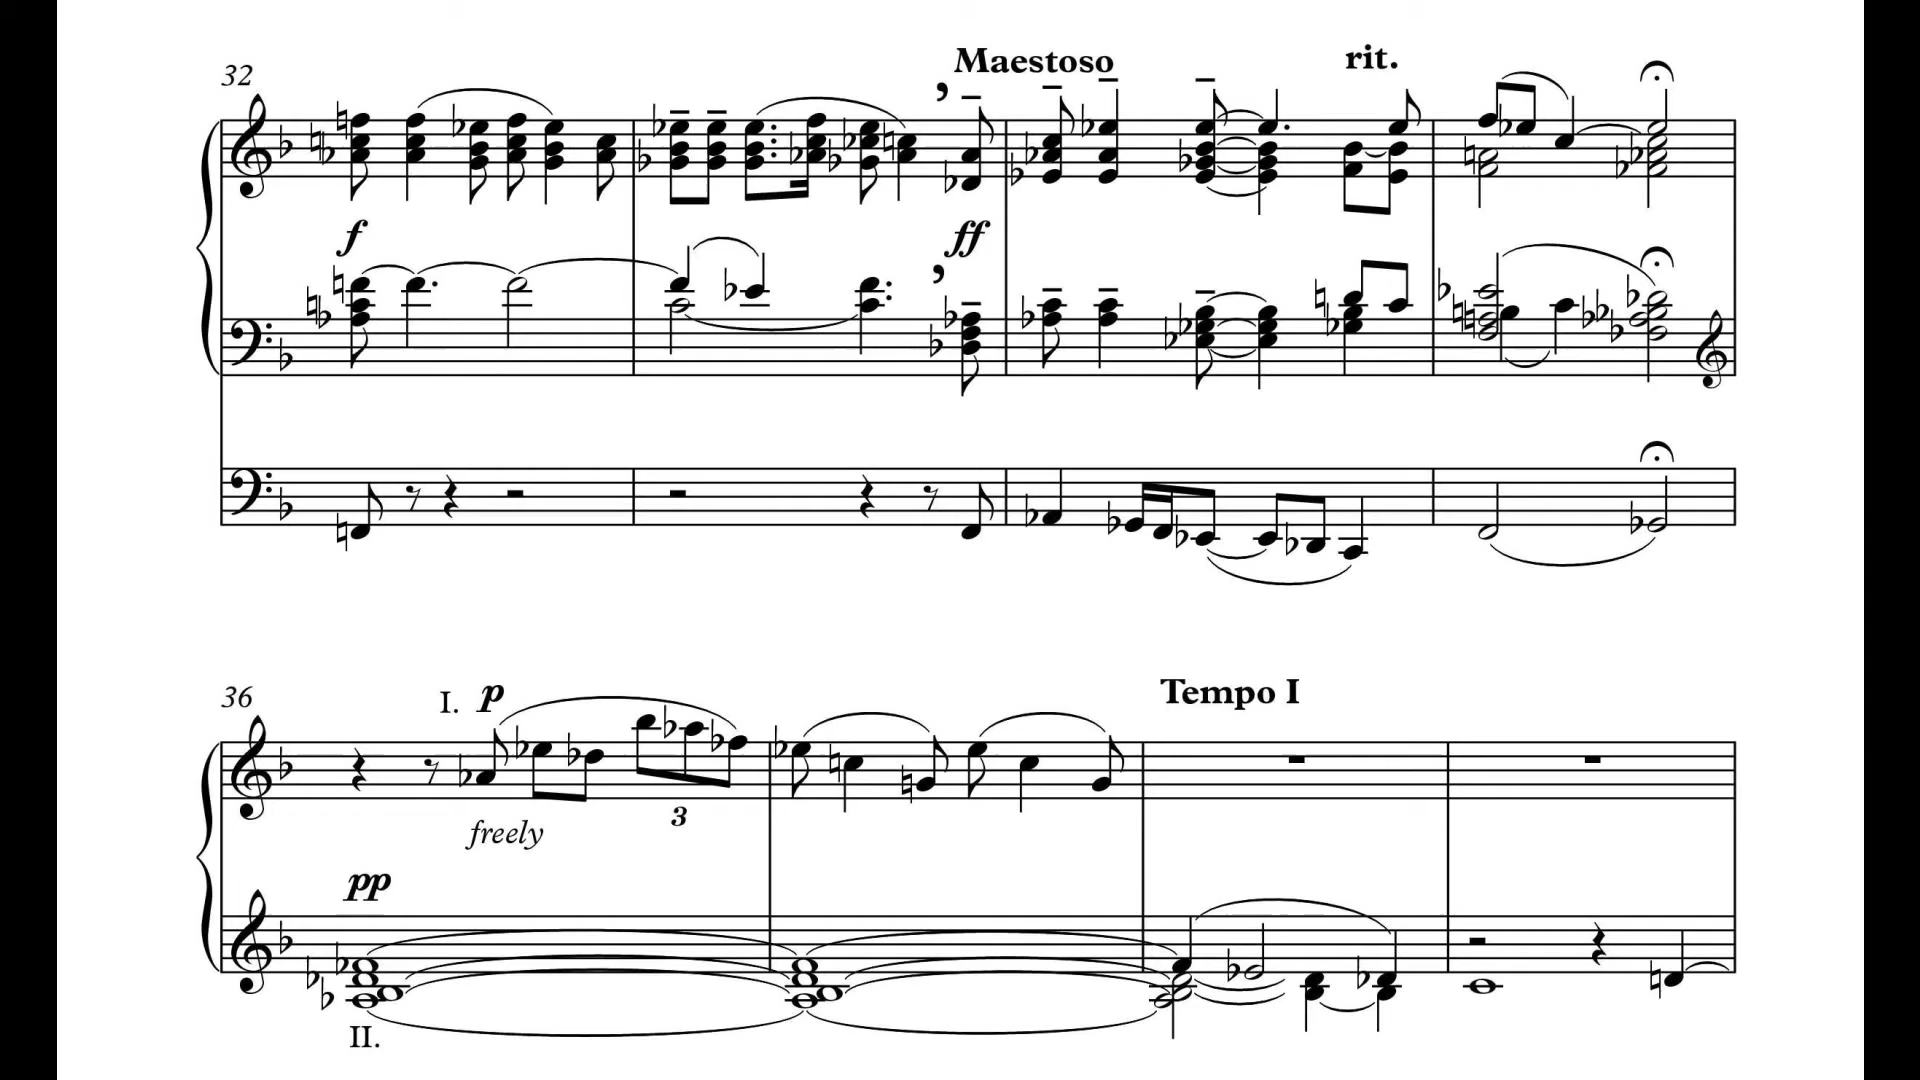 32
Maestoso
rit.
f
ff
36
I. p
Tempo I
3
freely
pp
II.